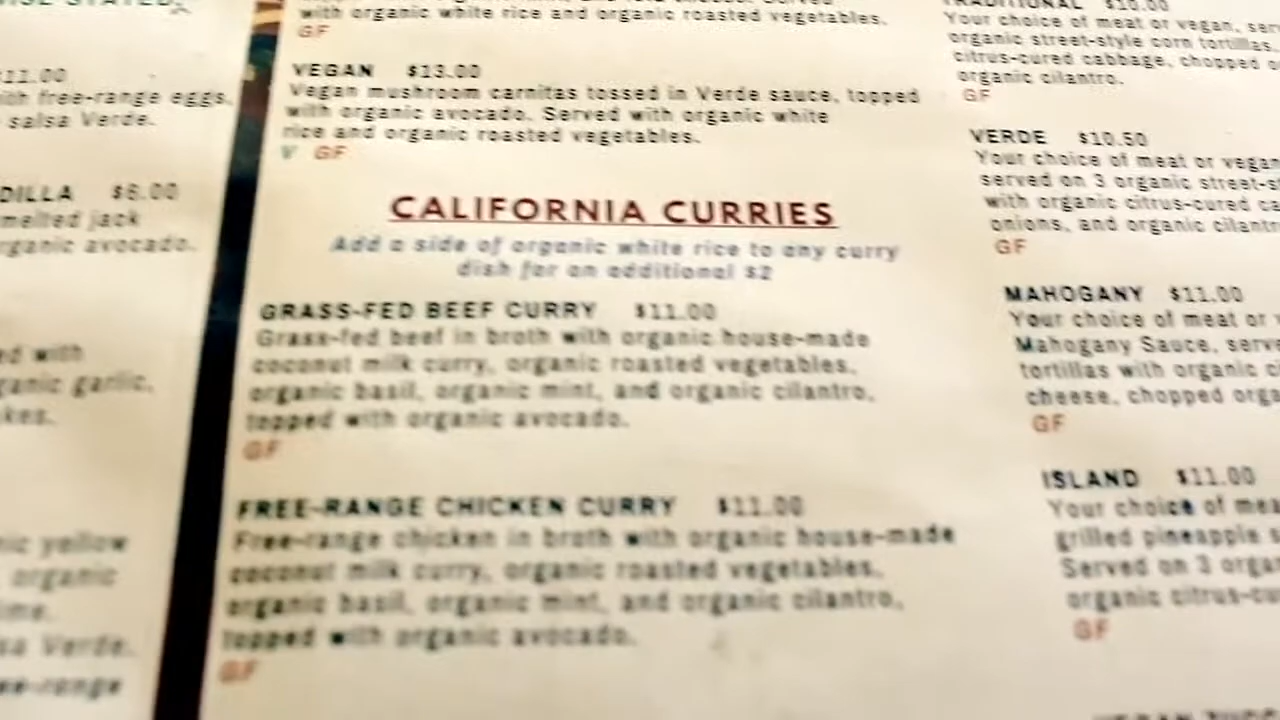 $11.00
with free-range eggs,
salsa Verde.
DILLA $6.00
melted jack
organic avocado.
with
garlic,
yellow
organic
Verde.
with organic white rice and organic roasted vegetables.
GF
VEGAN $13.00
Vegan mushroom carnitas tossed in Verde sauce, topped
with organic avocado. Served with organic white
rice and organic roasted vegetables.
V GF
CALIFORNIA CURRIES
Add a side of organic white rice to any curry
dish for an additional $2
GRASS-FED BEEF CURRY $11.00
Grass-fed beef in broth with organic house-made
coconut milk curry, organic roasted vegetables,
organic basil, organic mint, and organic cilantro,
topped with organic avocado.
GF
FREE-RANGE CHICKEN CURRY $11.00
Free-range chicken in broth with organic house-made
coconut milk curry, organic roasted vegetables,
organic basil, organic mint, and organic cilantro,
topped with organic avocado.
GF
TRADITIONAL $10.00
Your choice of meat or vegan,
organic street-style corn tortillas,
citrus-cured cabbage, chopped
organic cilantro.
GF
VERDE $10.50
Your choice of meat or vegan
served on 3 organic
with organic citrus-cured
onions, and organic
GF
MAHOGANY $11.00
Your choice of meat or
Mahogany Sauce,
tortillas with organic
cheese, chopped
GF
ISLAND $11.00
Your choice of
grilled pineapple
Served on 3
organic
GF